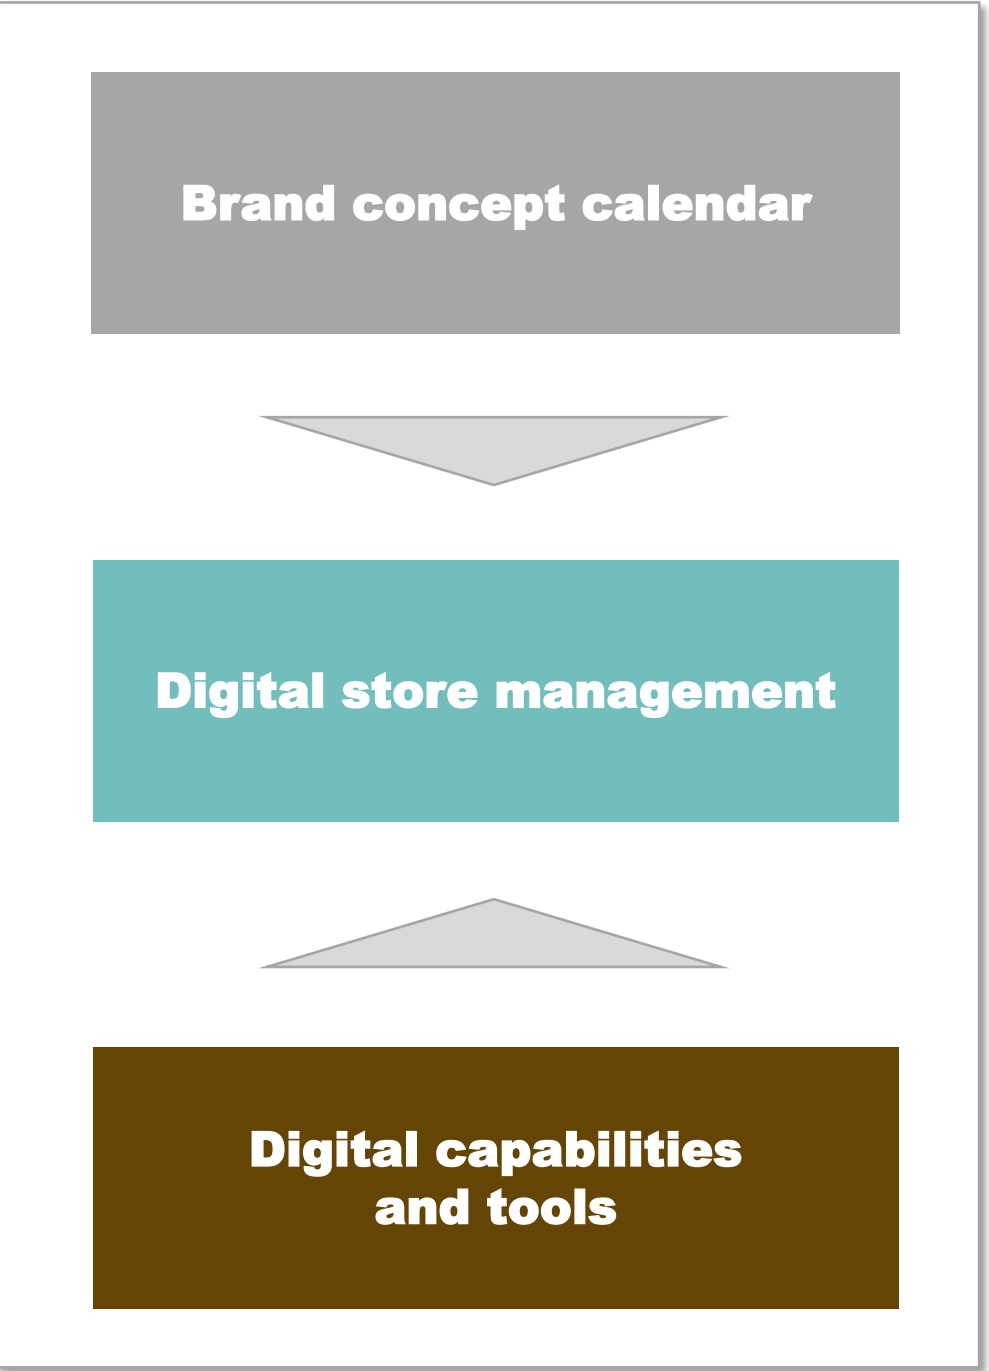 Brand concept calendar
Digital store management
Digital capabilities
and tools